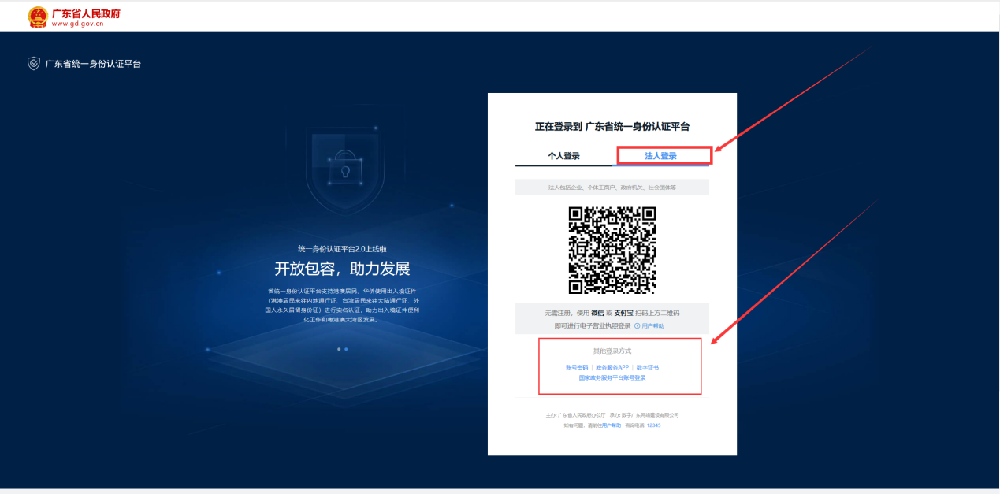 广东省人民政府
www.gd.gov.cn
广东省统一身份认证平台
统一身份认证平台2.0上线啦
开放包容，助力发展
省统一身份认证平台支持港澳居民、华侨使用出入境证件
（港澳居民来往内地通行证、台湾居民来往大陆通行证、外
国人永久居留身份证）进行实名认证，助力出入境证件便利
化工作和粤港澳大湾区发展。
正在登录到 广东省统一身份认证平台
个人登录 法人登录
法人包括企业、个体工商户、政府机关、社会团体等
无需注册，使用 微信 或 支付宝 扫码上方二维码
即可进行电子营业执照登录 用户帮助
其他登录方式
账号密码 | 政务服务APP | 数字证书
国家政务服务平台账号登录
主办: 广东省人民政府办公厅 承办: 数字广东网络建设有限公司
如有问题，请前往用户帮助 咨询电话: 12345